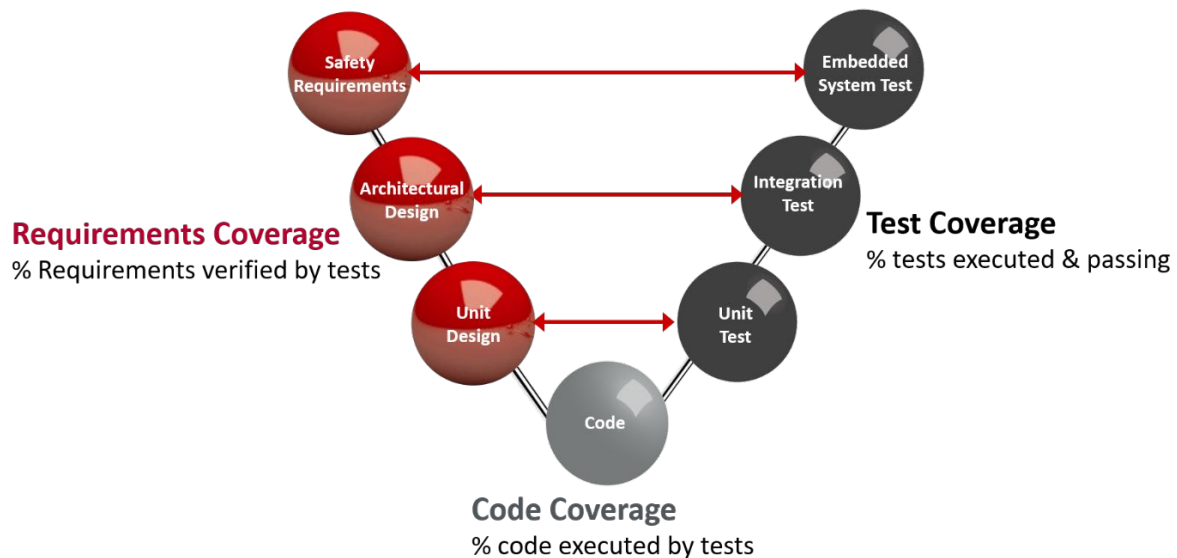 Safety
Requirements
Embedded
System Test
Architectural
Design
Integration
Test
Requirements Coverage
% Requirements verified by tests
Test Coverage
% tests executed & passing
Unit
Design
Unit
Test
Code
Code Coverage
% code executed by tests